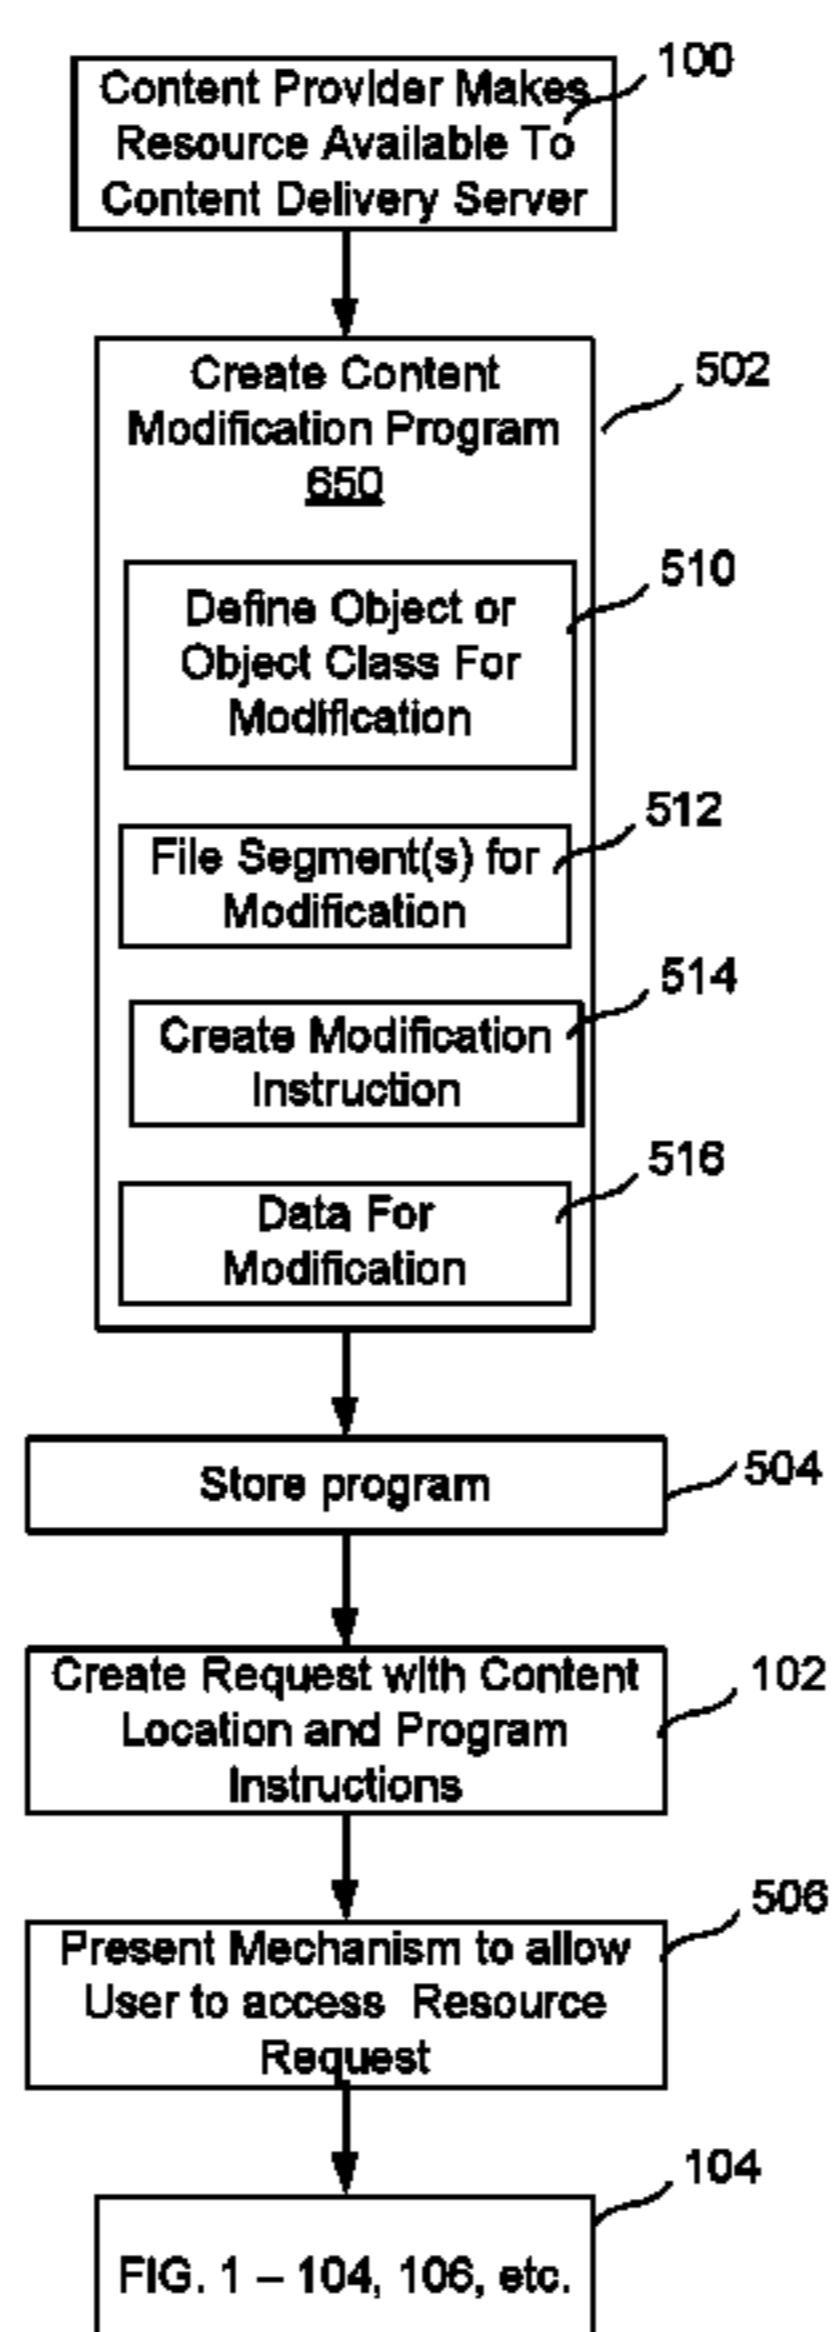 100
Content Provider Makes
Resource Available To
Content Delivery Server
502
Create Content
Modification Program
650
510
Define Object or
Object Class For
Modification
512
File Segment(s) for
Modification
514
Create Modification
Instruction
516
Data For
Modification
504
Store program
102
Create Request with Content
Location and Program
Instructions
506
Present Mechanism to allow
User to access Resource
Request
104
FIG. 1 – 104, 106, etc.